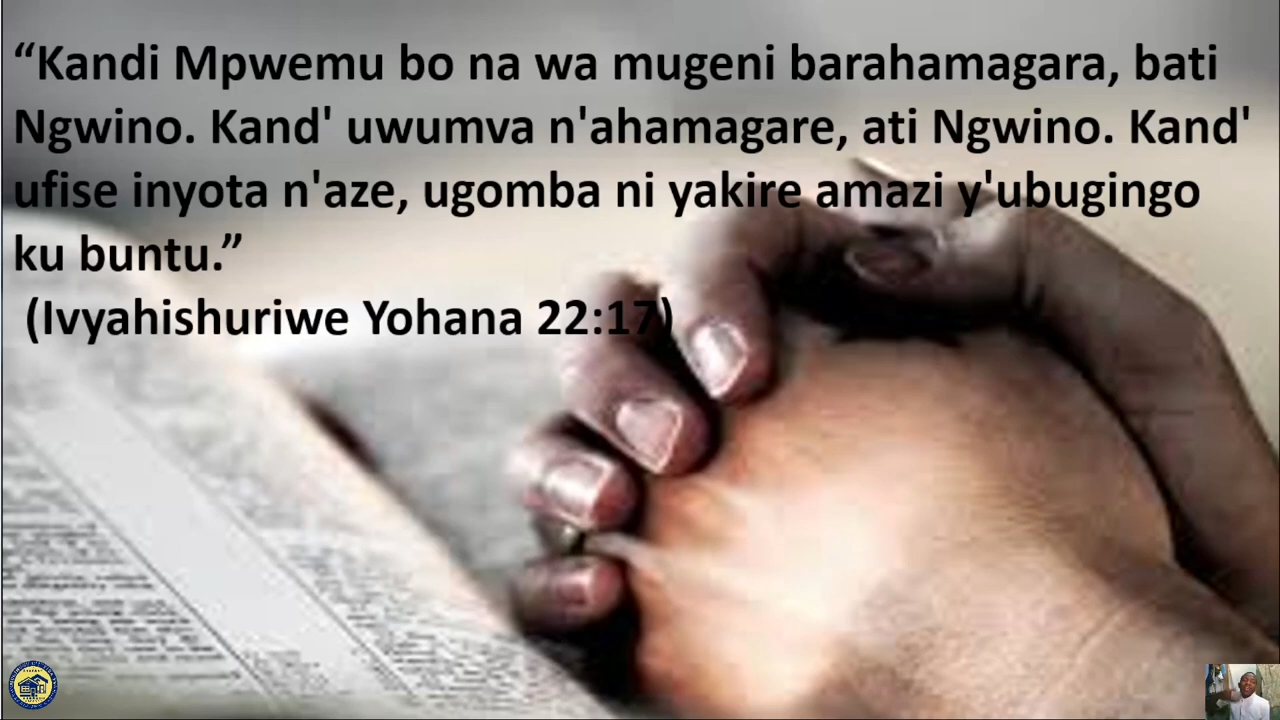 “Kandi Mpwemu bo na wa mugeni barahamagara, bati
Ngwino. Kand' uwumva n'ahamagare, ati Ngwino. Kand'
ufise inyota n'aze, ugomba ni yakire amazi y'ubugingo
ku buntu.”
(Ivyahishuriwe Yohana 22:17)